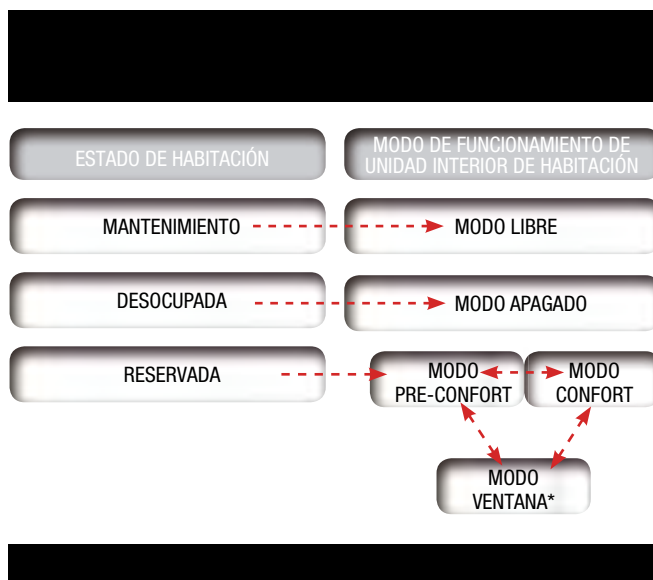 ESTADO DE HABITACIÓN
MODO DE FUNCIONAMIENTO DE
UNIDAD INTERIOR DE HABITACIÓN
MANTENIMIENTO
MODO LIBRE
DESOCUPADA
MODO APAGADO
RESERVADA
MODO
PRE-CONFORT
MODO
CONFORT
MODO
VENTANA*